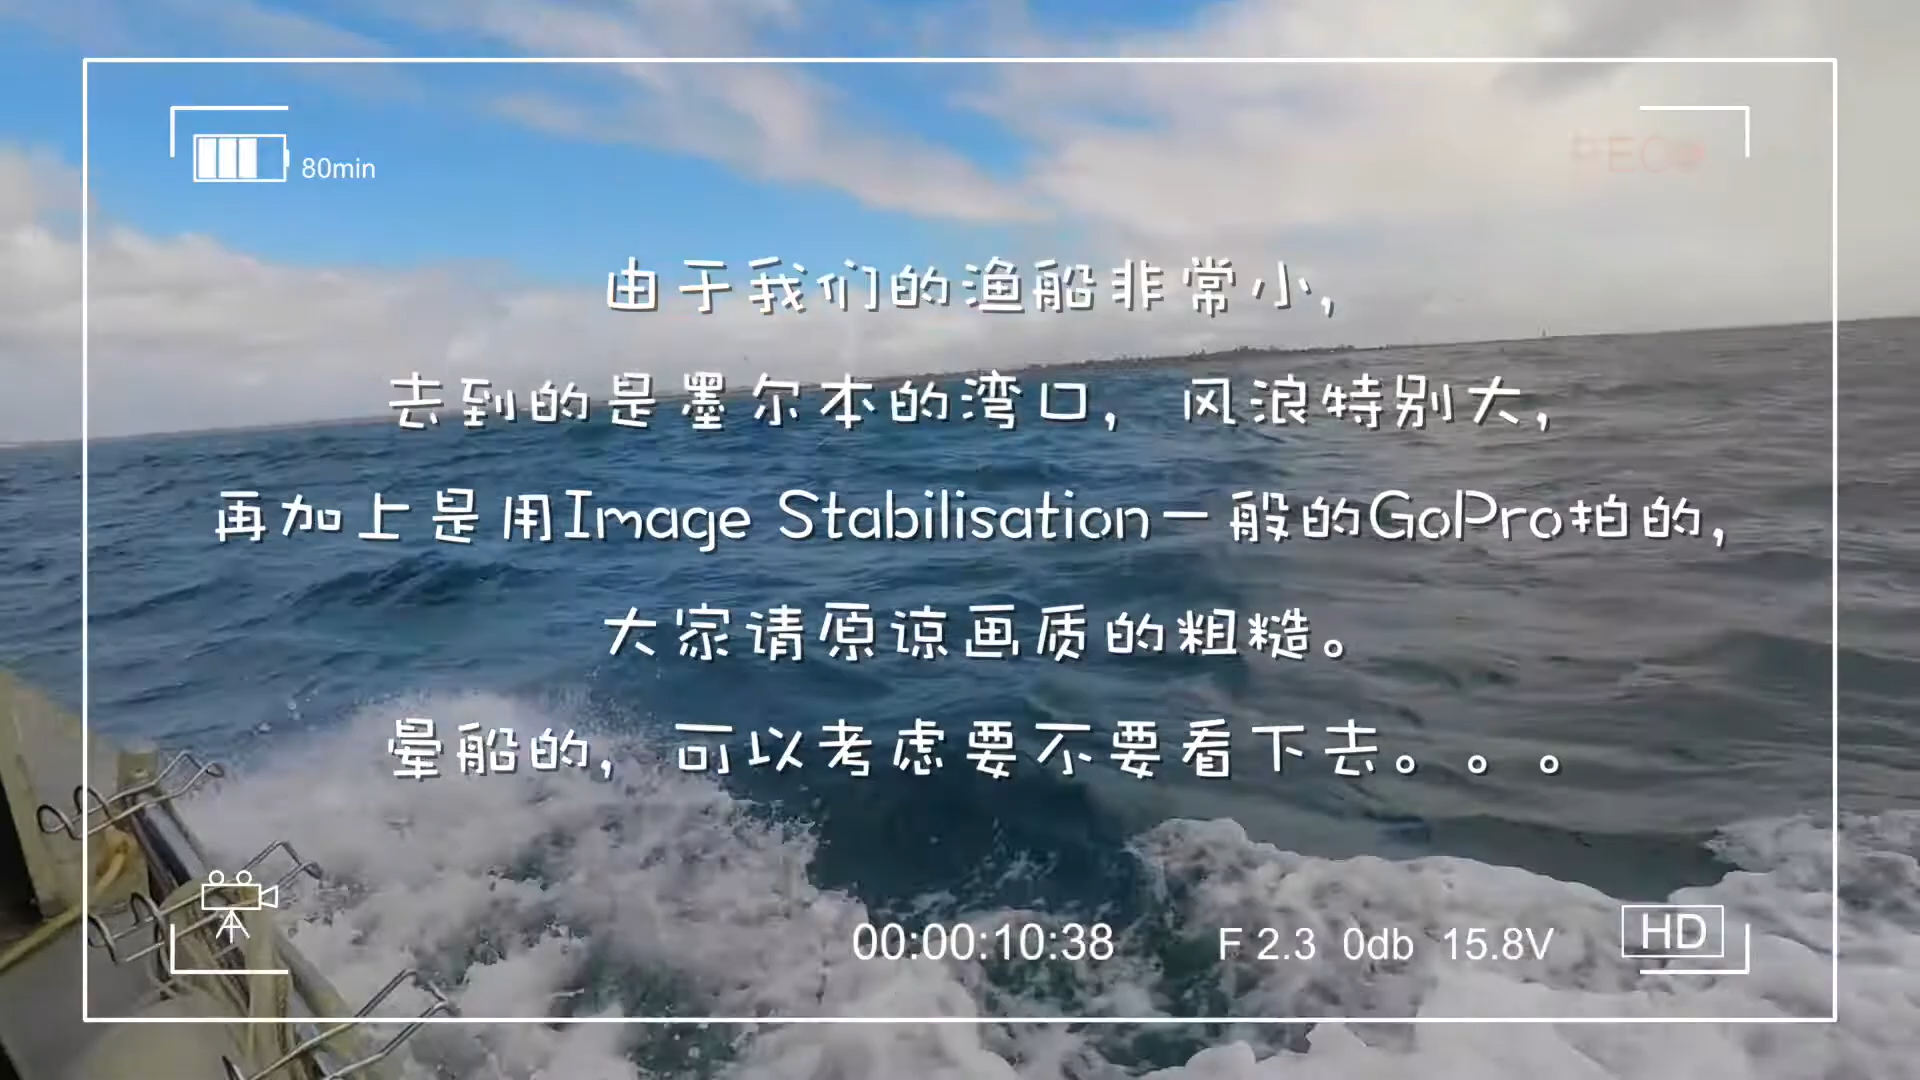 80min
REC
由于我们的渔船非常小，
去到的是墨尔本的湾口，风浪特别大，
再加上是用Image Stabilisation一般的GoPro拍的，
大家请原谅画质的粗糙。
晕船的，可以考虑要不要看下去。。。
00:00:10:38 F 2.3 0db 15.8V HD